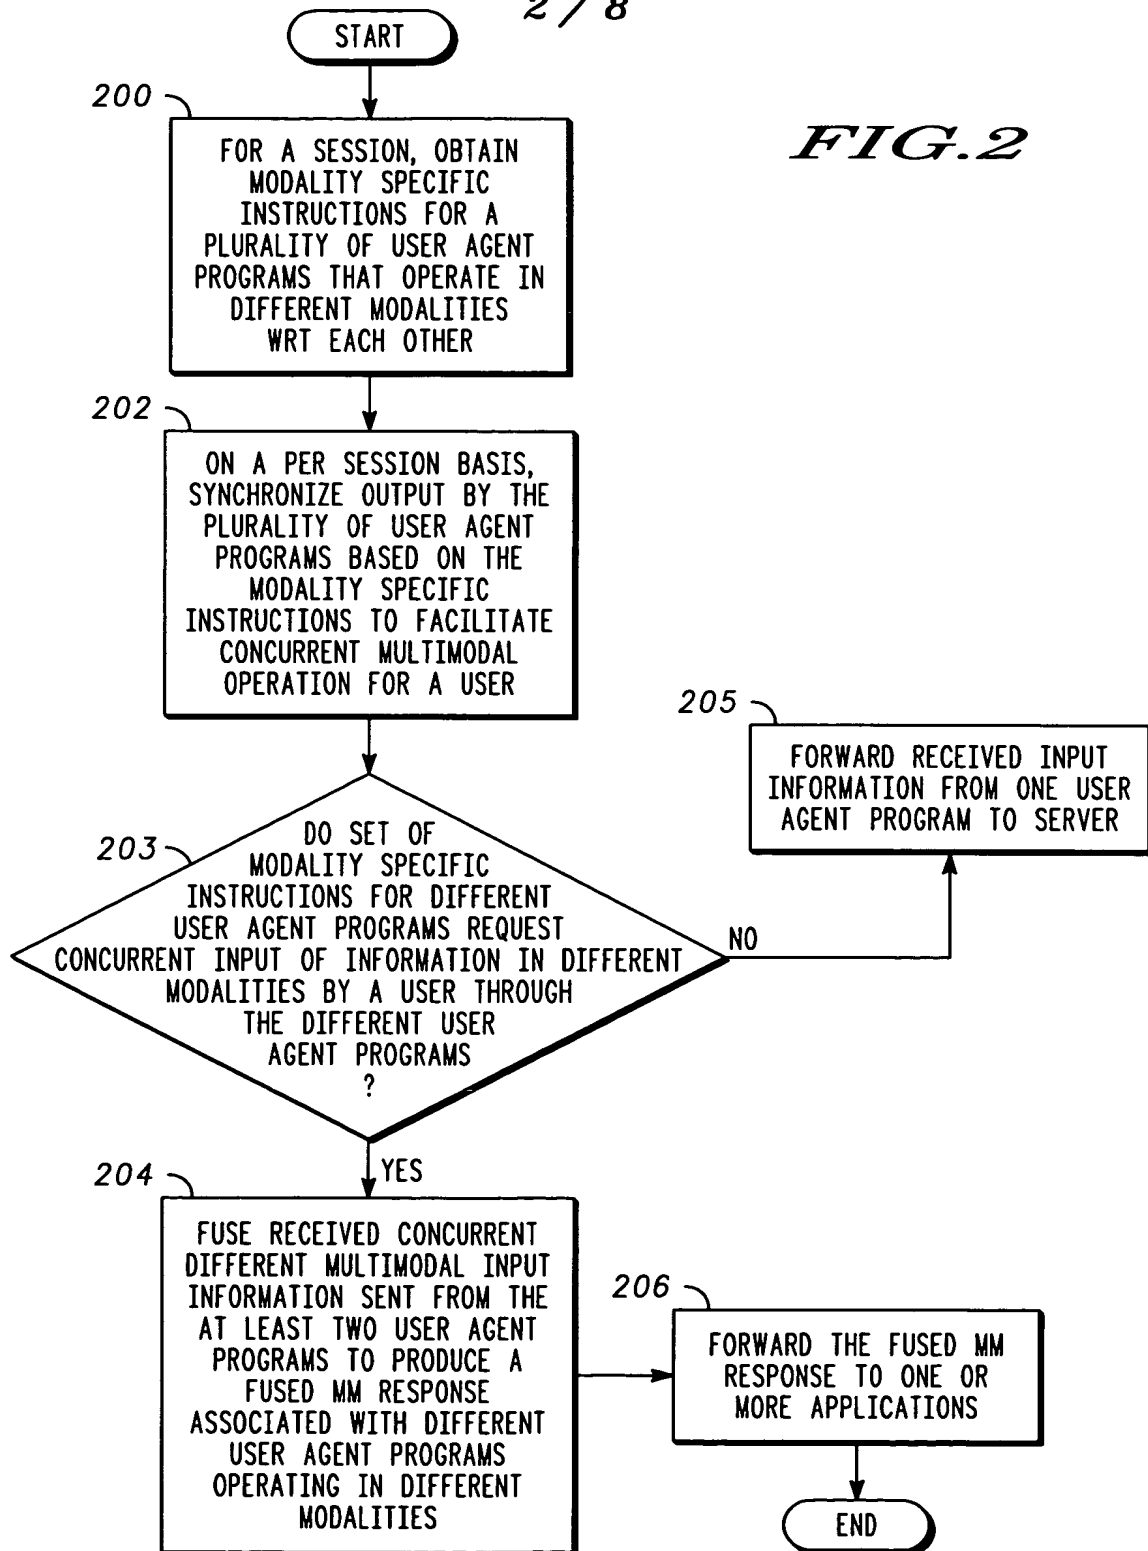 2/8
START
FIG.2
200
FOR A SESSION, OBTAIN
MODALITY SPECIFIC
INSTRUCTIONS FOR A
PLURALITY OF USER AGENT
PROGRAMS THAT OPERATE IN
DIFFERENT MODALITIES
WRT EACH OTHER
202
ON A PER SESSION BASIS,
SYNCHRONIZE OUTPUT BY THE
PLURALITY OF USER AGENT
PROGRAMS BASED ON THE
MODALITY SPECIFIC
INSTRUCTIONS TO FACILITATE
CONCURRENT MULTIMODAL
OPERATION FOR A USER
203
DO SET OF
MODALITY SPECIFIC
INSTRUCTIONS FOR DIFFERENT
USER AGENT PROGRAMS REQUEST
CONCURRENT INPUT OF INFORMATION IN DIFFERENT
MODALITIES BY A USER THROUGH
THE DIFFERENT USER
AGENT PROGRAMS
?
NO
205
FORWARD RECEIVED INPUT
INFORMATION FROM ONE USER
AGENT PROGRAM TO SERVER
YES
204
FUSE RECEIVED CONCURRENT
DIFFERENT MULTIMODAL INPUT
INFORMATION SENT FROM THE
AT LEAST TWO USER AGENT
PROGRAMS TO PRODUCE A
FUSED MM RESPONSE
ASSOCIATED WITH DIFFERENT
USER AGENT PROGRAMS
OPERATING IN DIFFERENT
MODALITIES
206
FORWARD THE FUSED MM
RESPONSE TO ONE OR
MORE APPLICATIONS
END